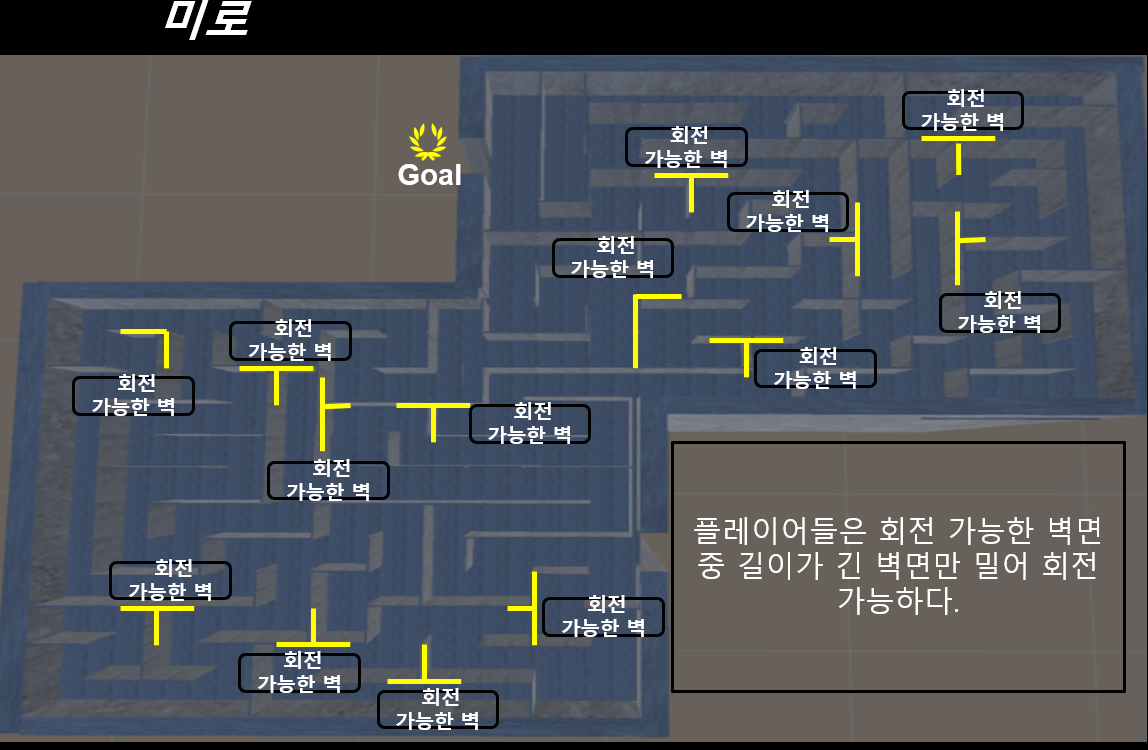 미로
회전
가능한 벽
회전
가능한 벽
Goal
회전
가능한 벽
회전
가능한 벽
회전
가능한 벽
회전
가능한 벽
회전
가능한 벽
회전
가능한 벽
회전
가능한 벽
회전
가능한 벽
플레이어들은 회전 가능한 벽면
중 길이가 긴 벽면만 밀어 회전
가능하다.
회전
가능한 벽
회전
가능한 벽
회전
가능한 벽
회전
가능한 벽